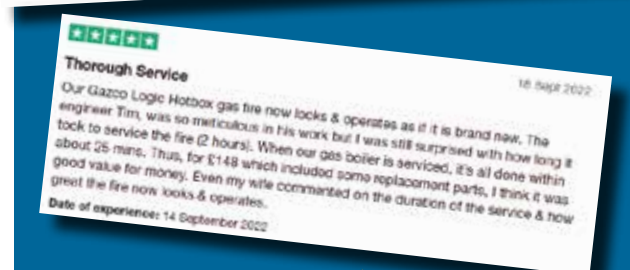 Thorough Service
16 Sept 2022
Our Gazco Logic Hotbox gas fire now looks & operates as if it is brand new. The
engineer Tim, was so meticulous in his work but I was still surprised with how long it
took to service the fire (2 hours). When our gas boiler is serviced, it's all done within
about 25 mins. Thus, for £148 which included some replacement parts, I think it was
good value for money. Even my wife commented on the duration of the service & how
great the fire now looks & operates.
Date of experience: 14 September 2022